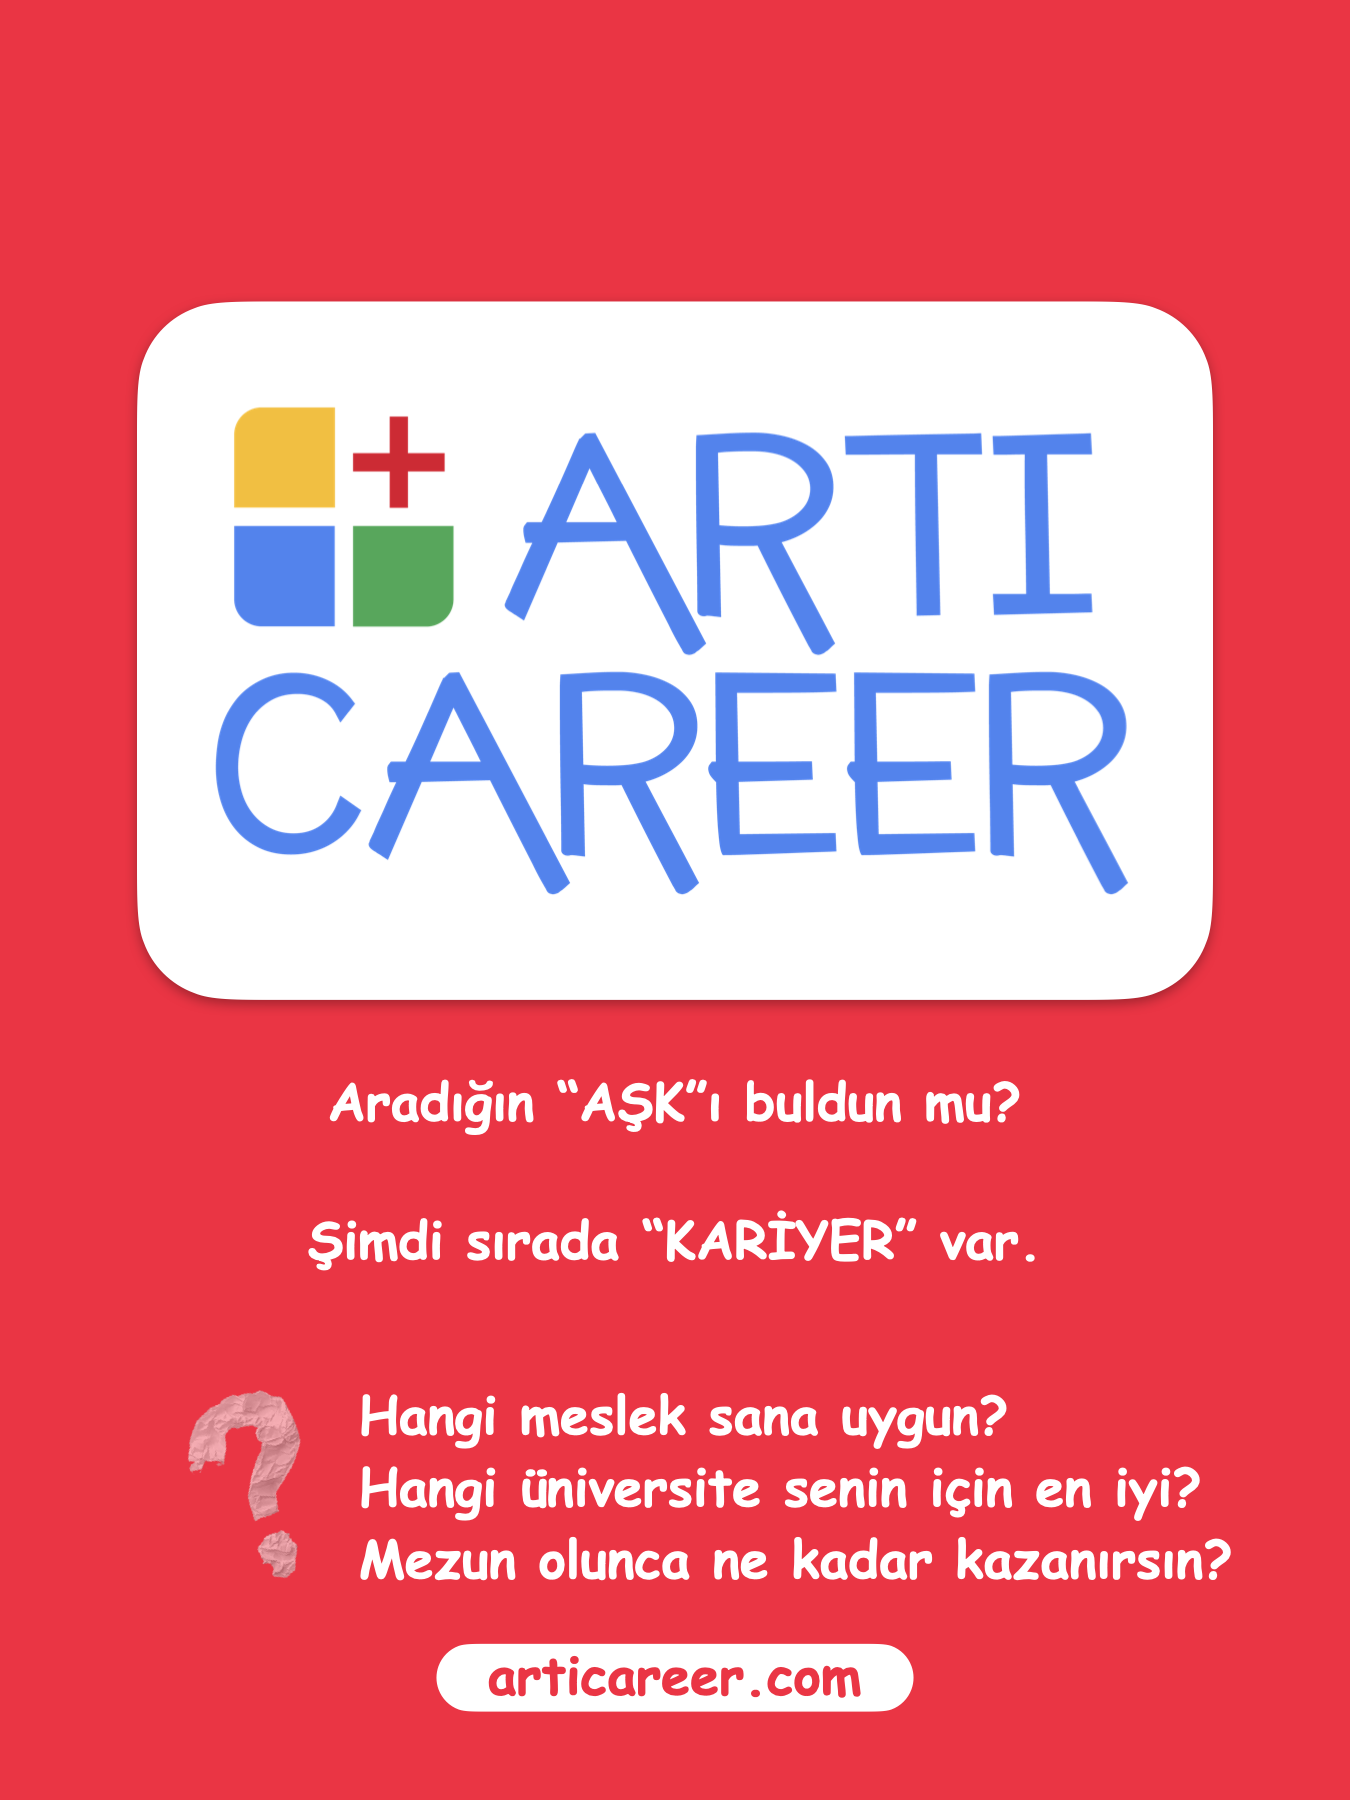 ARTI
CAREER
Aradığın “AŞK”ı buldun mu?
Şimdi sırada “KARİYER” var.
Hangi meslek sana uygun?
Hangi üniversite senin için en iyi?
Mezun olunca ne kadar kazanırsın?
articareer.com